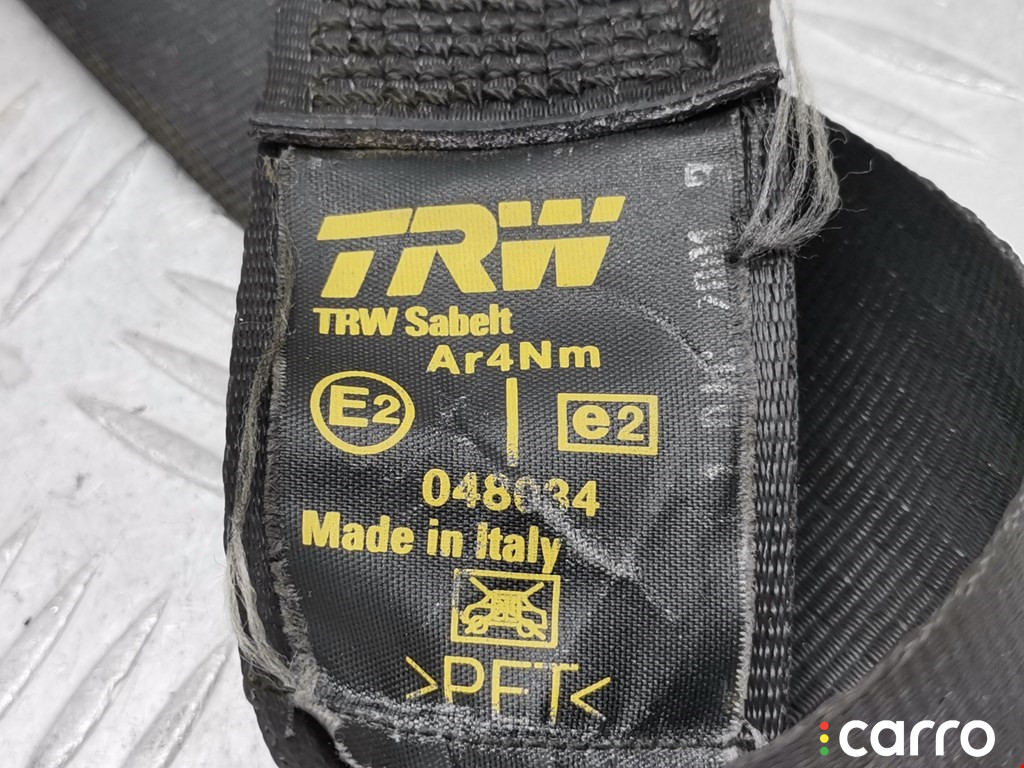 TRW
TRW Sabelt
Ar4Nm
E2
e2
Made in Italy
>PET<
carro